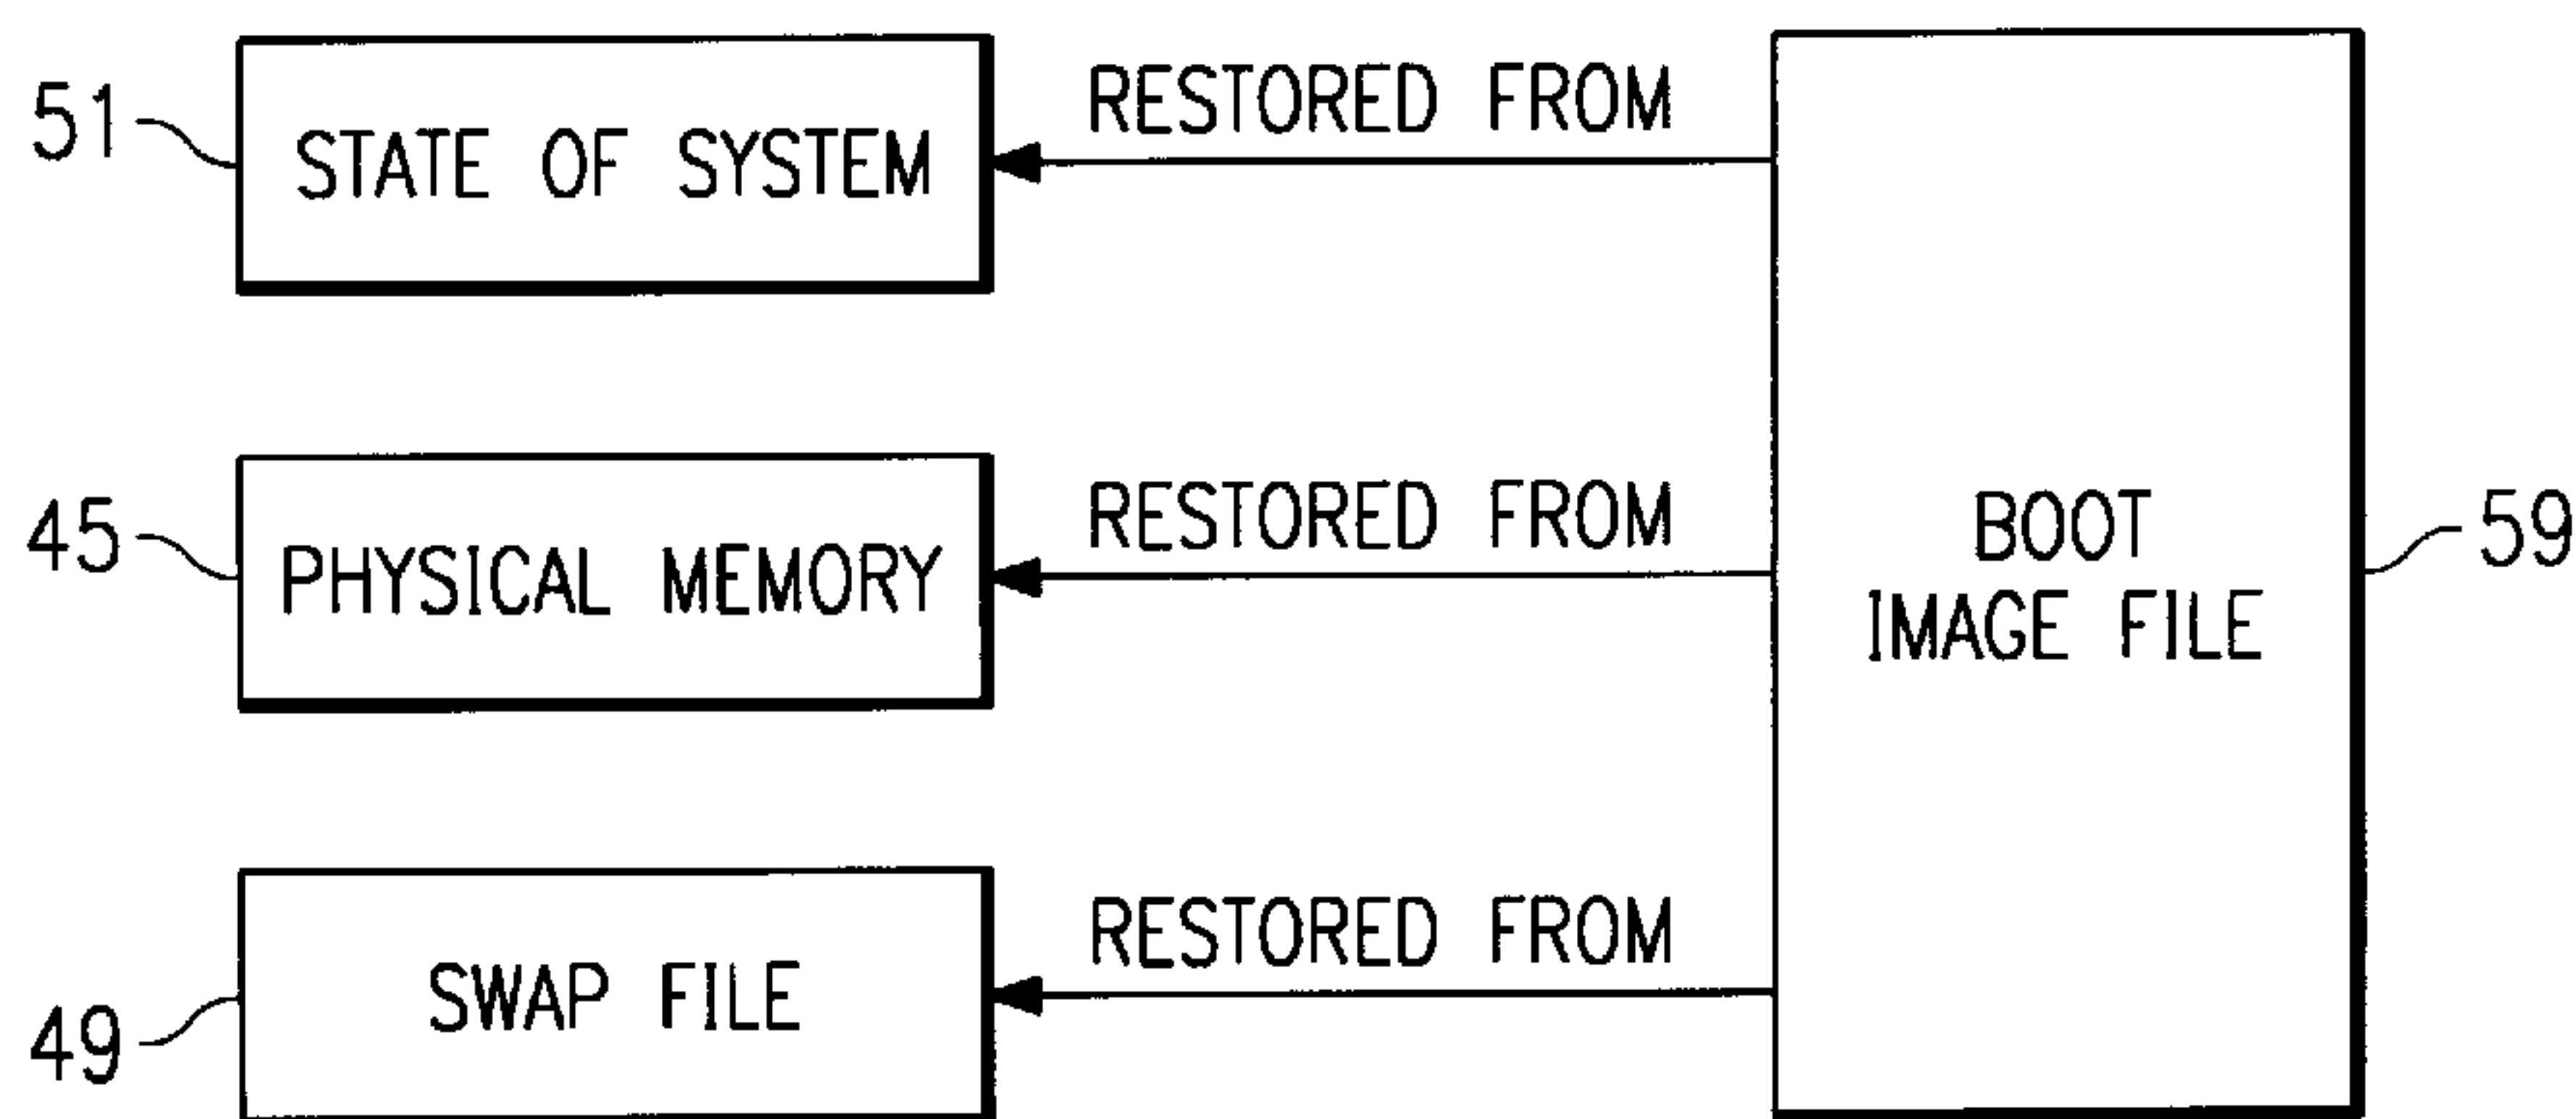 RESTORED FROM
51
STATE OF SYSTEM
RESTORED FROM
45
PHYSICAL MEMORY
BOOT
IMAGE FILE
59
RESTORED FROM
SWAP FILE
49